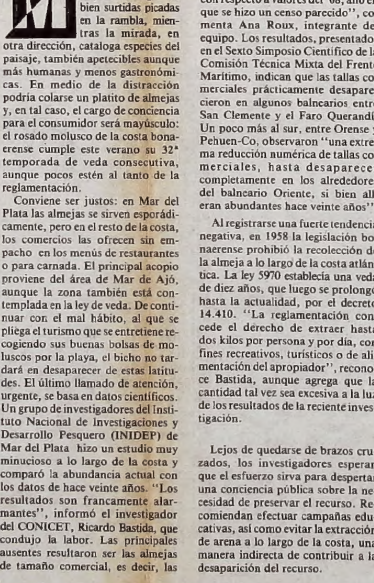 M
bien surtidas picadas
en la rambla, mien-
tras la mirada, en
otra dirección, cataloga especies del
paisaje, también apetecibles aunque
más humanas y menos gastronómi-
cas. En medio de la distracción
podría colarse un platito de almejas
y, en tal caso, el cargo de conciencia
para el consumidor será mayúsculo:
el rosado molusco de la costa bona-
erense cumple este verano su 32ª
temporada de veda consecutiva,
aunque pocos estén al tanto de la
reglamentación.
Conviene ser justos: en Mar del
Plata las almejas se sirven esporádi-
camente, pero en el resto de la costa,
los comercios las ofrecen sin em-
pacho en los menús de restaurantes
o para carnada. El principal acopio
proviene del área de Mar de Ajó,
aunque la zona también está con-
templada en la ley de veda. De conti-
nuar con el mal hábito, al que se
pliega el turismo que se entretiene re-
cogiendo sus buenas bolsas de mo-
luscos por la playa, el bicho no tar-
dará en desaparecer de estas latitu-
des. El último llamado de atención,
urgente, se basa en datos científicos.
Un grupo de investigadores del Insti-
tuto Nacional de Investigaciones y
Desarrollo Pesquero (INIDEP) de
Mar del Plata hizo un estudio muy
minucioso a lo largo de la costa y
comparó la abundancia actual con
los datos de hace veinte años. "Los
resultados son francamente alar-
mantes", informó el investigador
del CONICET, Ricardo Bastida, que
condujo la labor. Las principales
ausentes resultaron ser las almejas
de tamaño comercial, es decir, las
que se hizo un censo parecido", co
menta Ana Roux, integrante de
equipo. Los resultados, presentado
en el Sexto Simposio Científico de la
Comisión Técnica Mixta del Frente
Marítimo, indican que las tallas co
merciales prácticamente desapare
cieron en algunos balnearios entre
San Clemente y el Faro Querandí
Un poco más al sur, entre Orense y
Pehuen-Co, observaron "una extre
ma reducción numérica de tallas co
merciales, hasta desaparece
completamente en los alrededore
del balneario Oriente, si bien all
eran abundantes hace veinte años"
Al registrarse una fuerte tendencia
negativa, en 1958 la legislación bo
naerense prohibió la recolección de
la almeja a lo largo de la costa atlán
tica. La ley 5970 establecía una veda
de diez años, que luego se prolongó
hasta la actualidad, por el decreto
14.410. "La reglamentación con
cede el derecho de extraer hasta
dos kilos por persona y por día, con
fines recreativos, turísticos o de ali
mentación del apropiador", recono
ce Bastida, aunque agrega que la
cantidad tal vez sea excesiva a la luz
de los resultados de la reciente inves
tigación.
Lejos de quedarse de brazos cru
zados, los investigadores esperan
que el esfuerzo sirva para despertar
una conciencia pública sobre la ne
cesidad de preservar el recurso. Re
comiendan efectuar campañas edu
cativas, así como evitar la extracción
de arena a lo largo de la costa, una
manera indirecta de contribuir a la
desaparición del recurso.